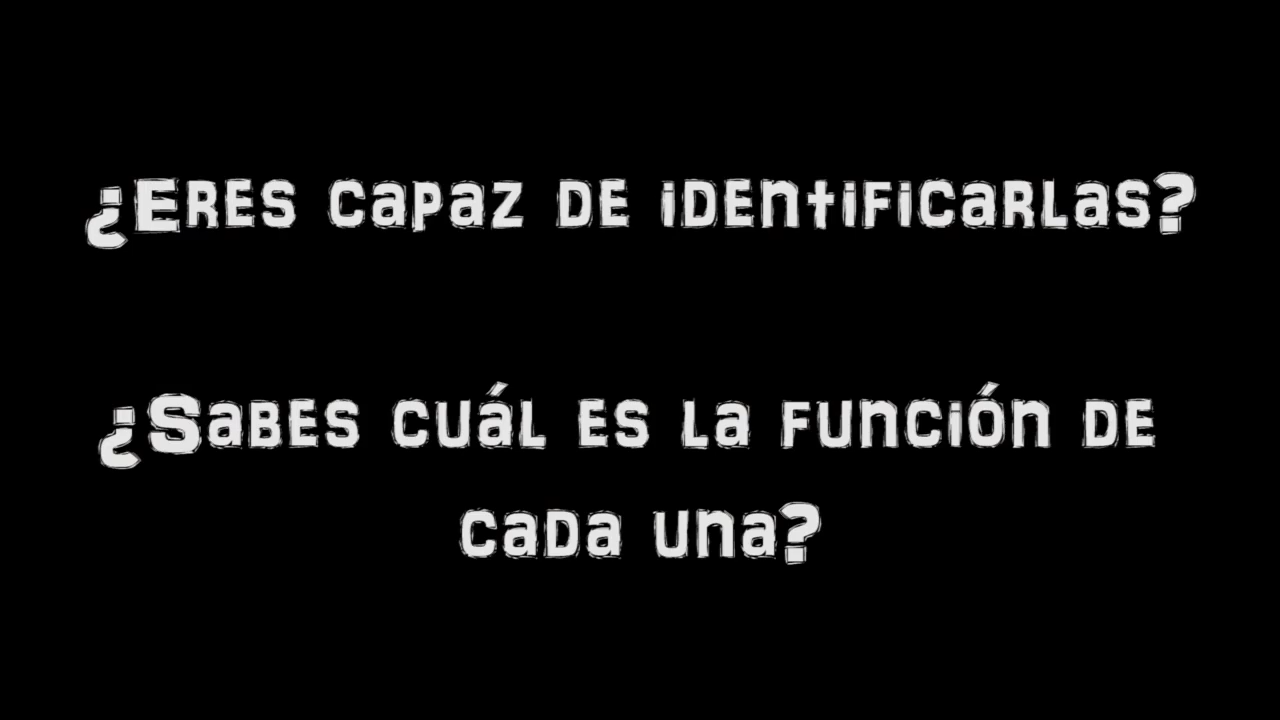 ¿Eres capaz de identificarlas?
¿Sabes cuál es la función de
cada una?